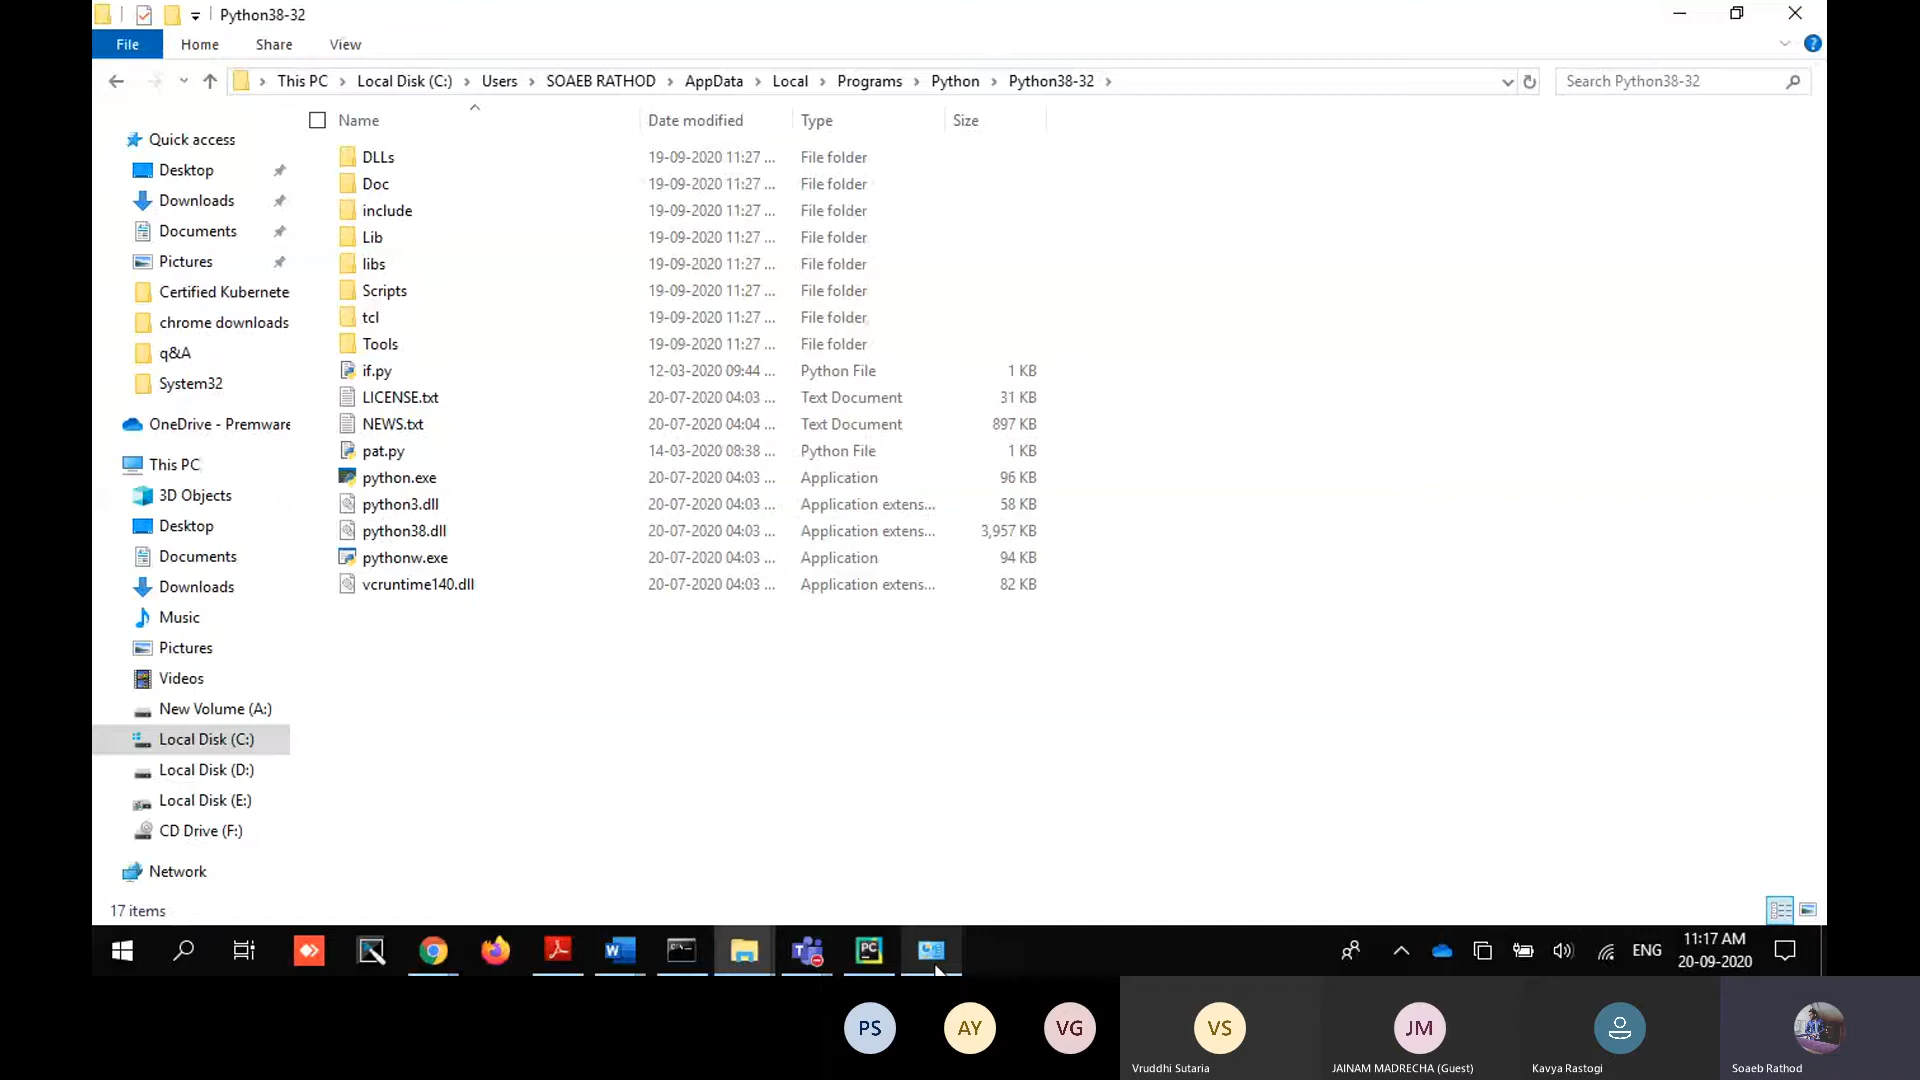 Python38-32
File Home Share View
This PC Local Disk (C:) Users SOAEB RATHOD AppData Local Programs Python Python38-32
Search Python38-32
Name Date modified Type Size
Quick access
Desktop
Downloads
Documents
Pictures
Certified Kubernete
chrome downloads
q&A
System32
OneDrive - Premware
This PC
3D Objects
Desktop
Documents
Downloads
Music
Pictures
Videos
New Volume (A:)
Local Disk (C:)
Local Disk (D:)
Local Disk (E:)
CD Drive (F:)
Network
DLLs 19-09-2020 11:27 ... File folder
Doc 19-09-2020 11:27 ... File folder
include 19-09-2020 11:27 ... File folder
Lib 19-09-2020 11:27 ... File folder
libs 19-09-2020 11:27 ... File folder
Scripts 19-09-2020 11:27 ... File folder
tcl 19-09-2020 11:27 ... File folder
Tools 19-09-2020 11:27 ... File folder
if.py 12-03-2020 09:44 ... Python File 1 KB
LICENSE.txt 20-07-2020 04:03 ... Text Document 31 KB
NEWS.txt 20-07-2020 04:04 ... Text Document 897 KB
pat.py 14-03-2020 08:38 ... Python File 1 KB
python.exe 20-07-2020 04:03 ... Application 96 KB
python3.dll 20-07-2020 04:03 ... Application extens... 58 KB
python38.dll 20-07-2020 04:03 ... Application extens... 3,957 KB
pythonw.exe 20-07-2020 04:03 ... Application 94 KB
vcruntime140.dll 20-07-2020 04:03 ... Application extens... 82 KB
17 items
ENG
11:17 AM
20-09-2020
PS AY VG VS JM
Vruddhi Sutaria JAINAM MADRECHA (Guest) Kavya Rastogi Soaeb Rathod